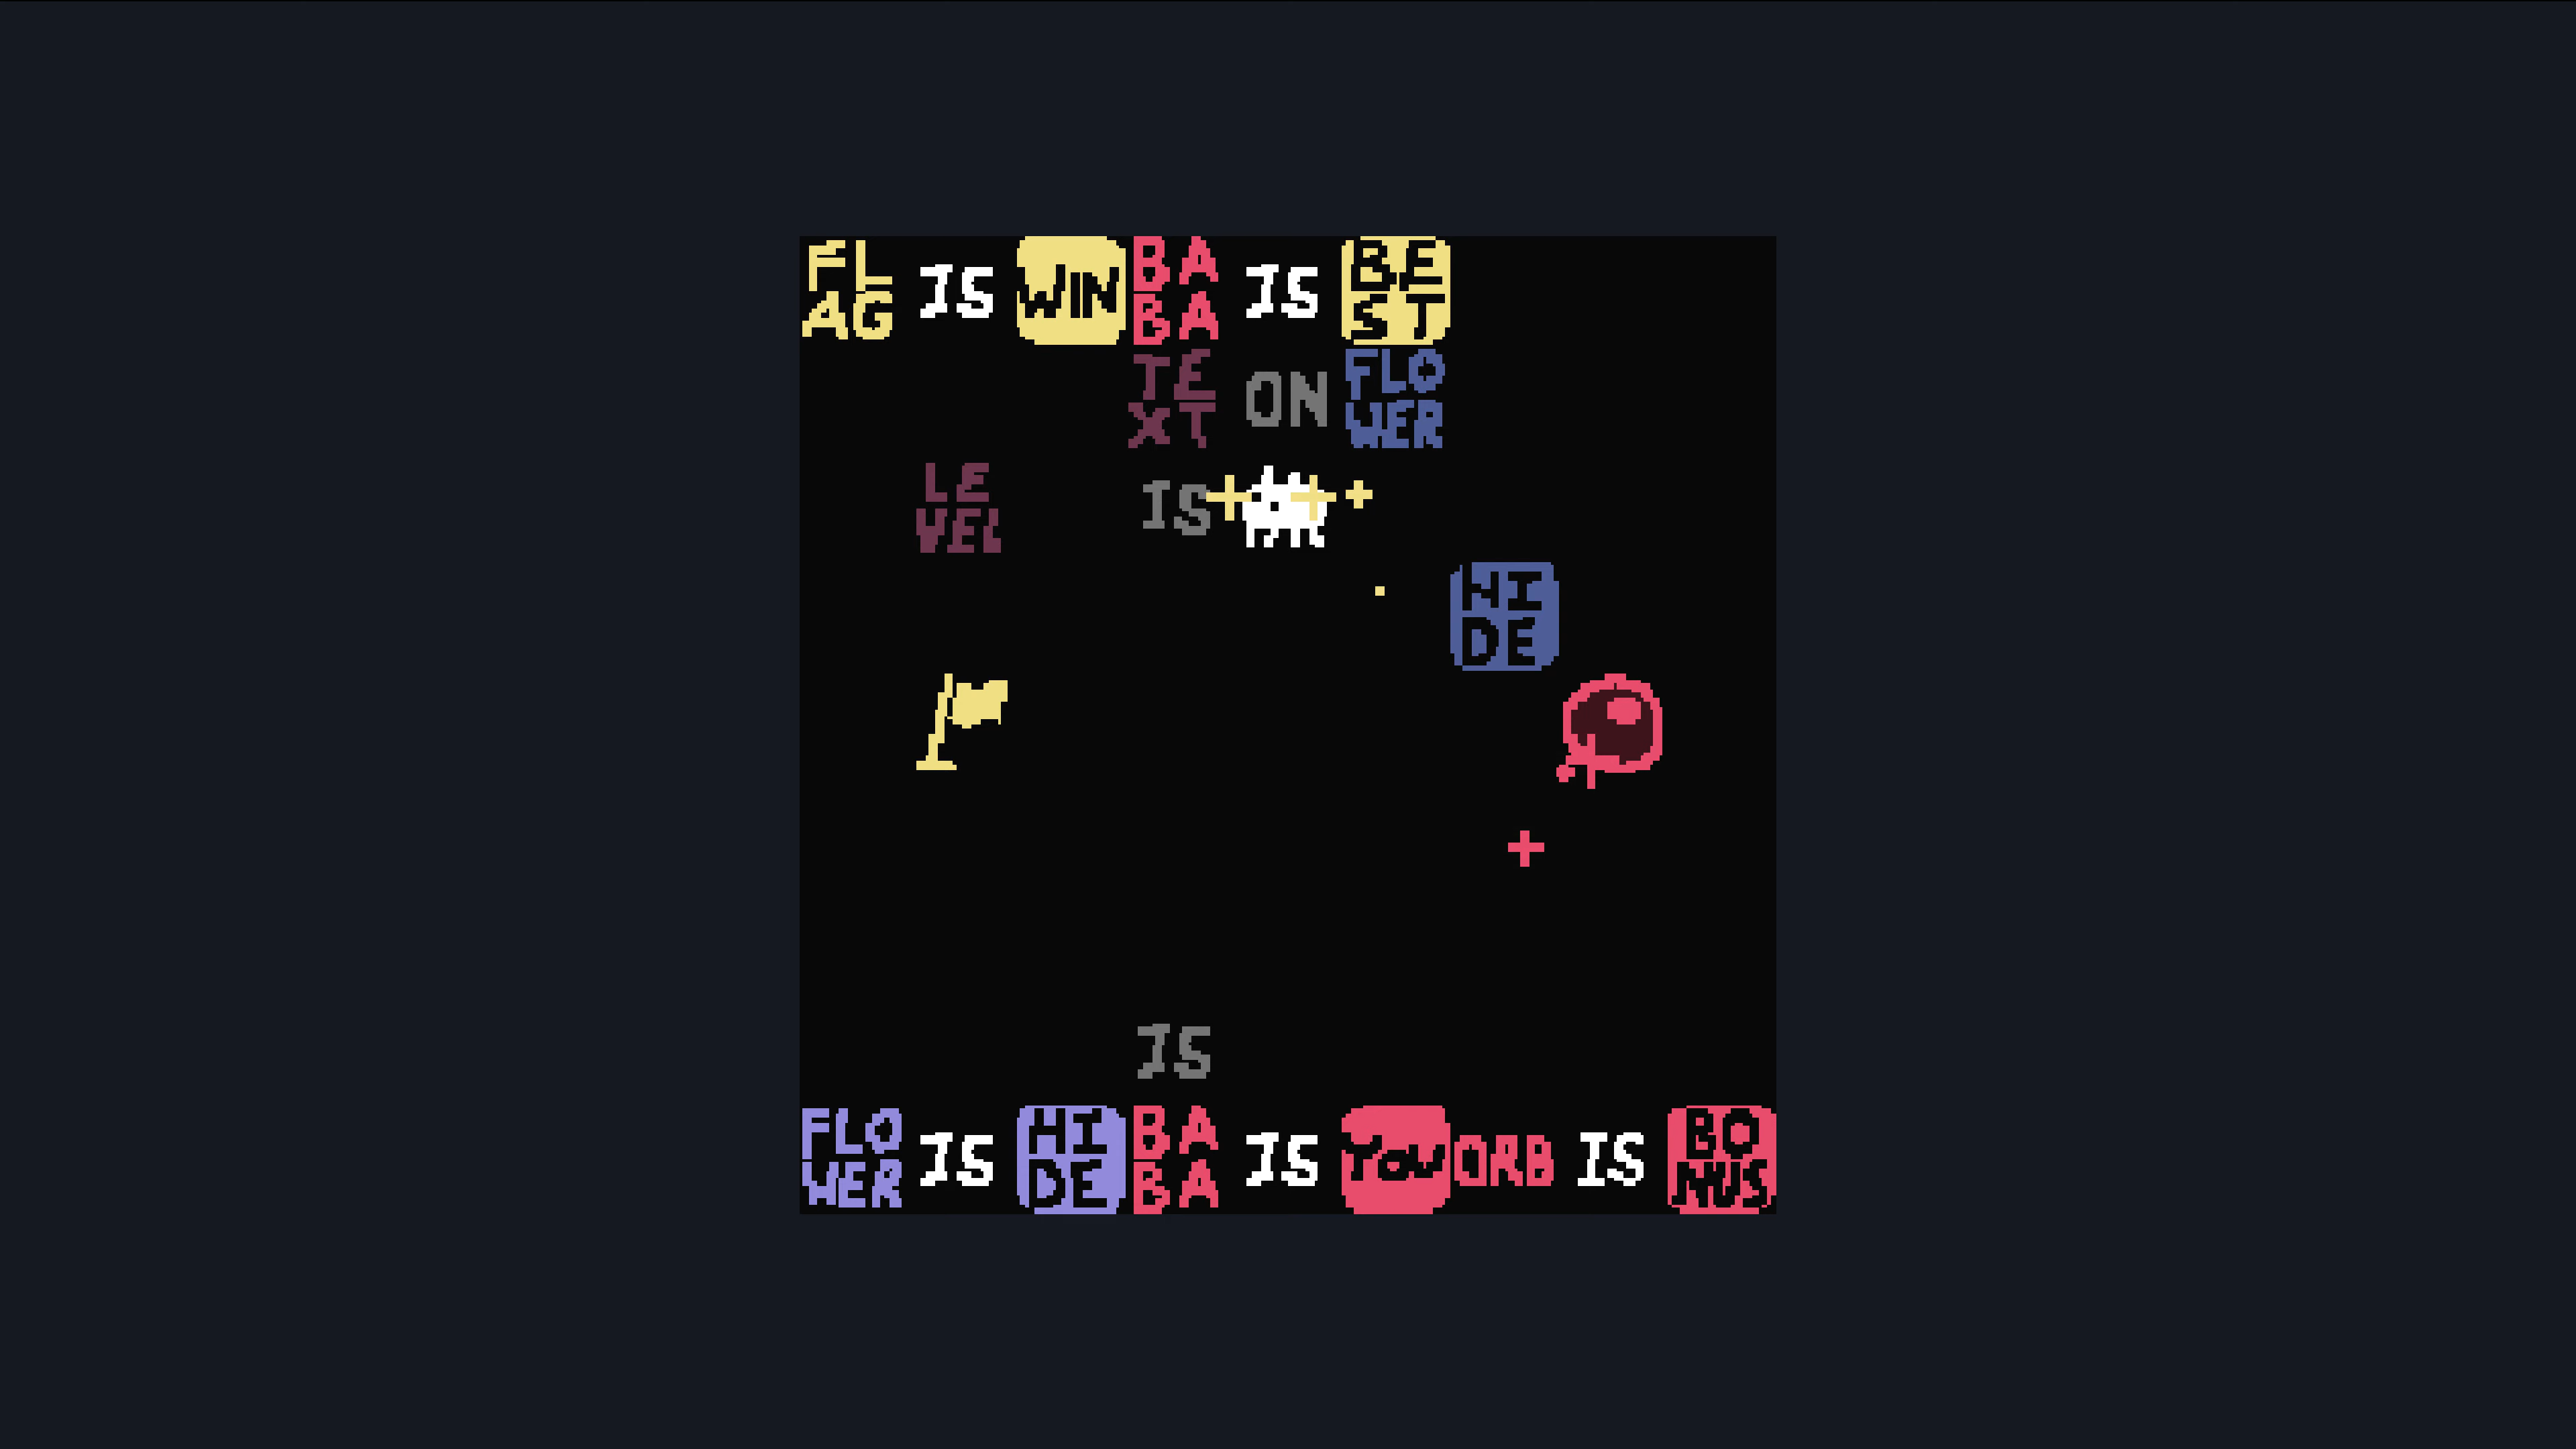 FLAG IS WIN BABA IS BEST
TEXT ON FLOWER
LEVEL IS
HIDE
IS
FLOWER IS HIDE BABA IS YOU ORB IS BONUS